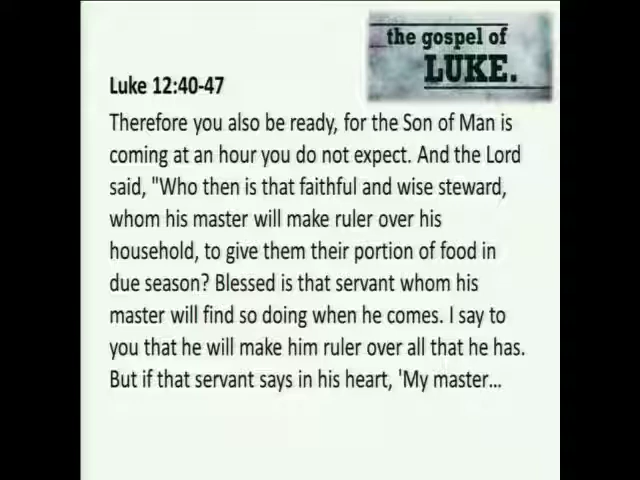 the gospel of
LUKE.
Luke 12:40-47
Therefore you also be ready, for the Son of Man is
coming at an hour you do not expect. And the Lord
said, "Who then is that faithful and wise steward,
whom his master will make ruler over his
household, to give them their portion of food in
due season? Blessed is that servant whom his
master will find so doing when he comes. I say to
you that he will make him ruler over all that he has.
But if that servant says in his heart, 'My master...